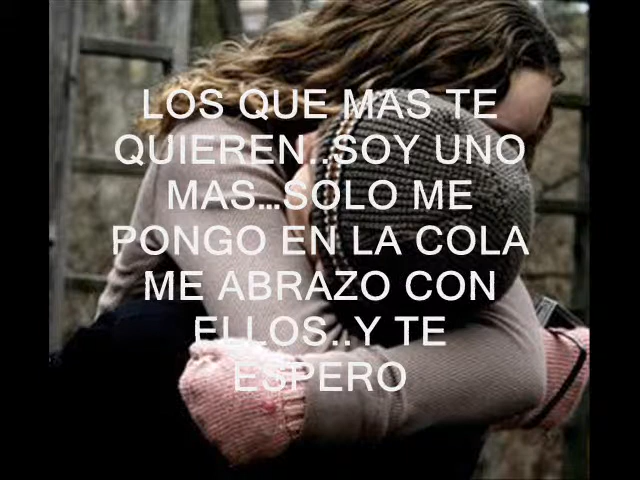 LOS QUE MAS TE
QUIEREN..SOY UNO
MAS...SOLO ME
PONGO EN LA COLA
ME ABRAZO CON
ELLOS..Y TE
ESPERO